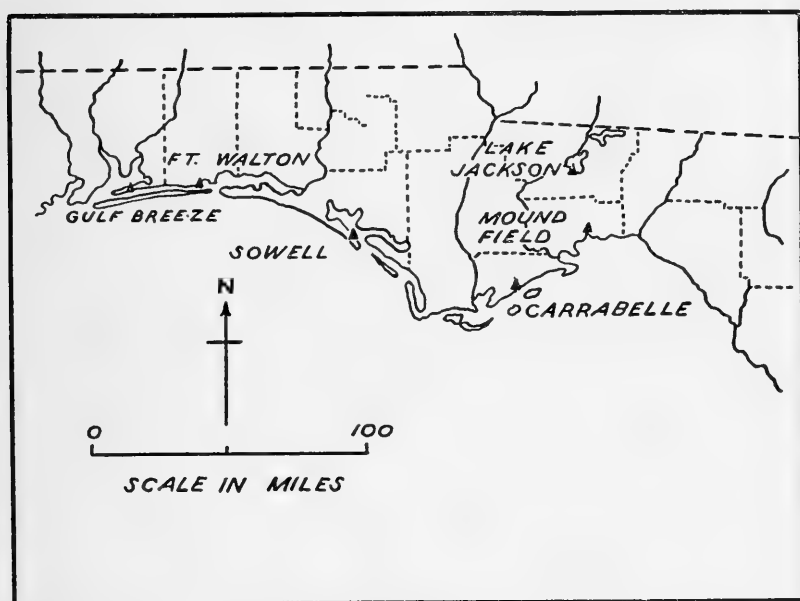 LAKE
JACKSON
FT. WALTON
GULF BREEZE
MOUND
FIELD
SOWELL
N
CARRABELLE
0 100
SCALE IN MILES